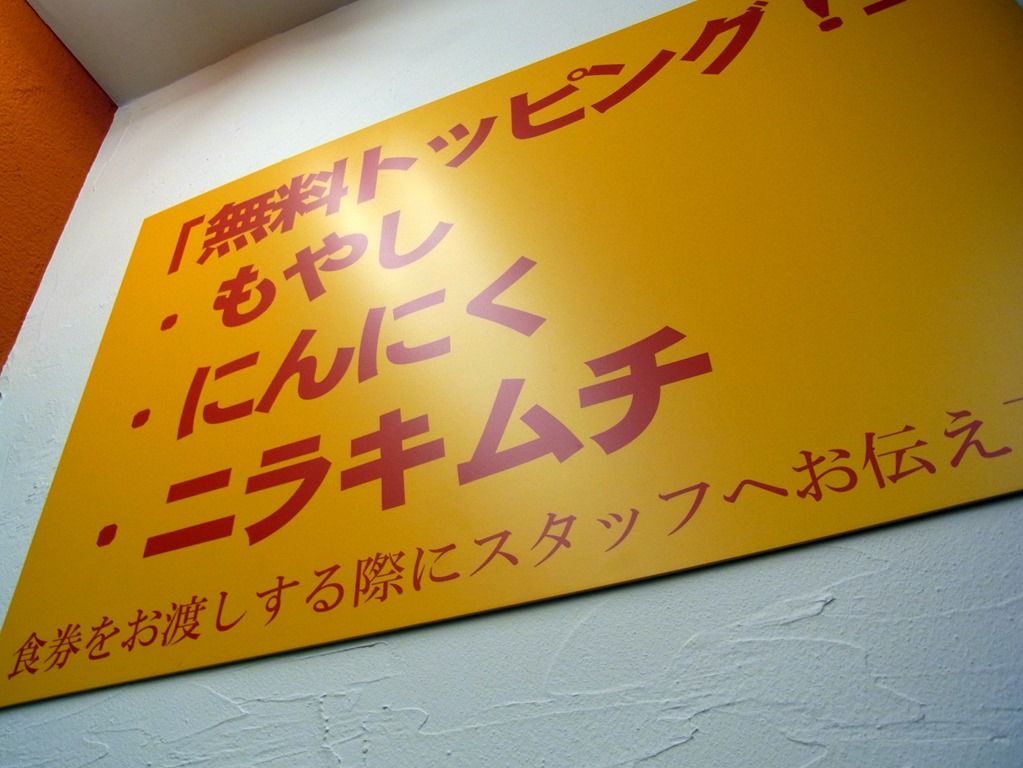 「無料トッピング!
・もやし
・にんにく
・ニラキムチ
食券をお渡しする際にスタッフへお伝え